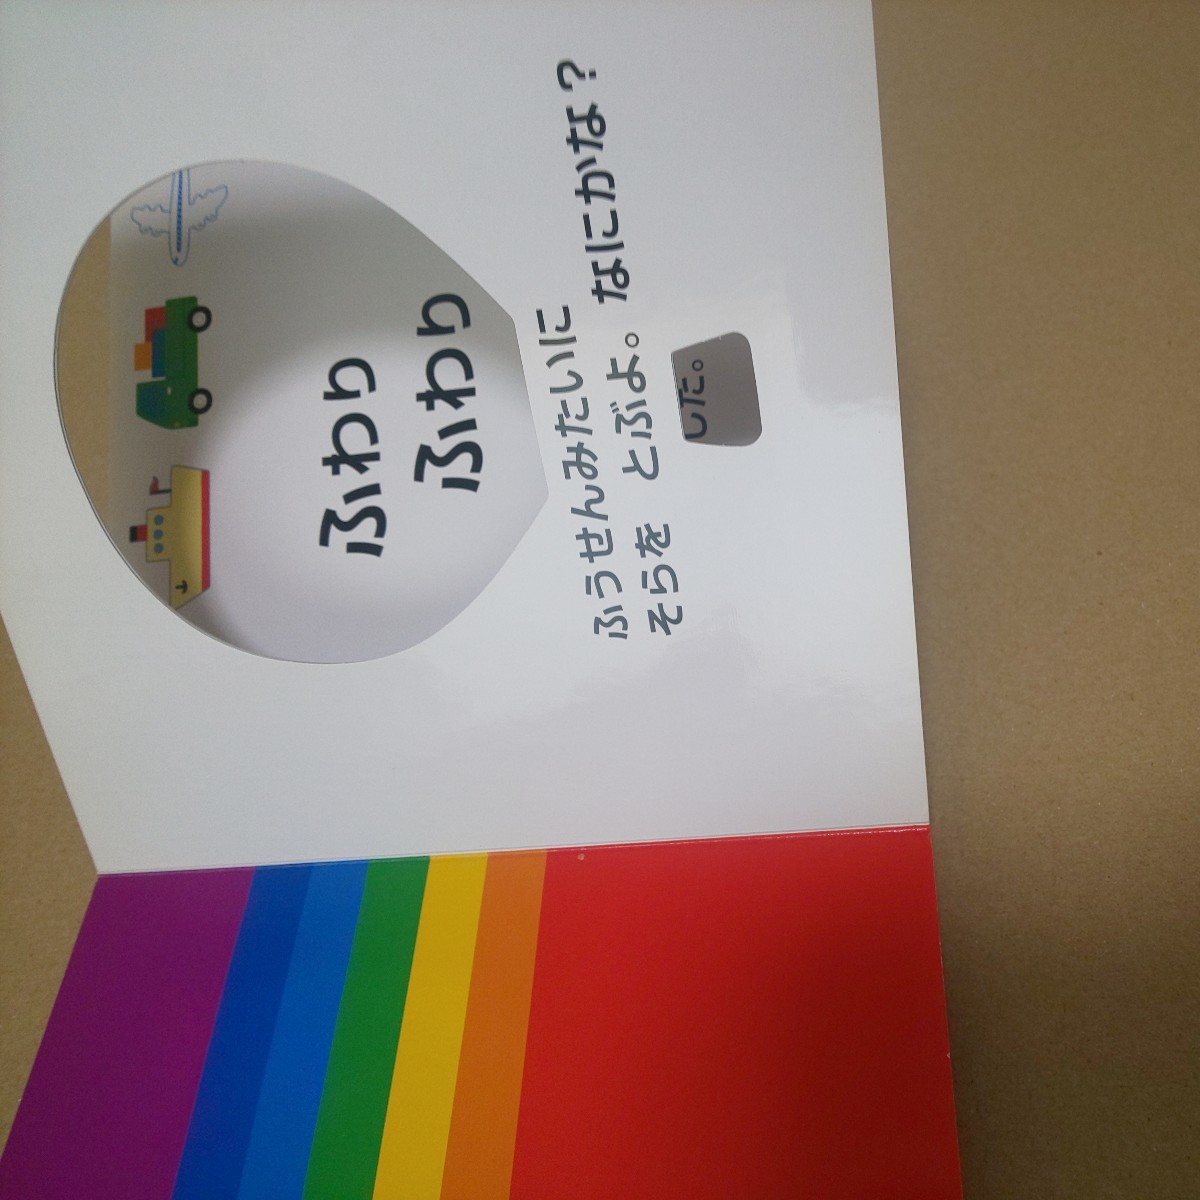 ふわり
ふわり
ふうせんみたいに
そらを とぶよ。 なにかな?
した。